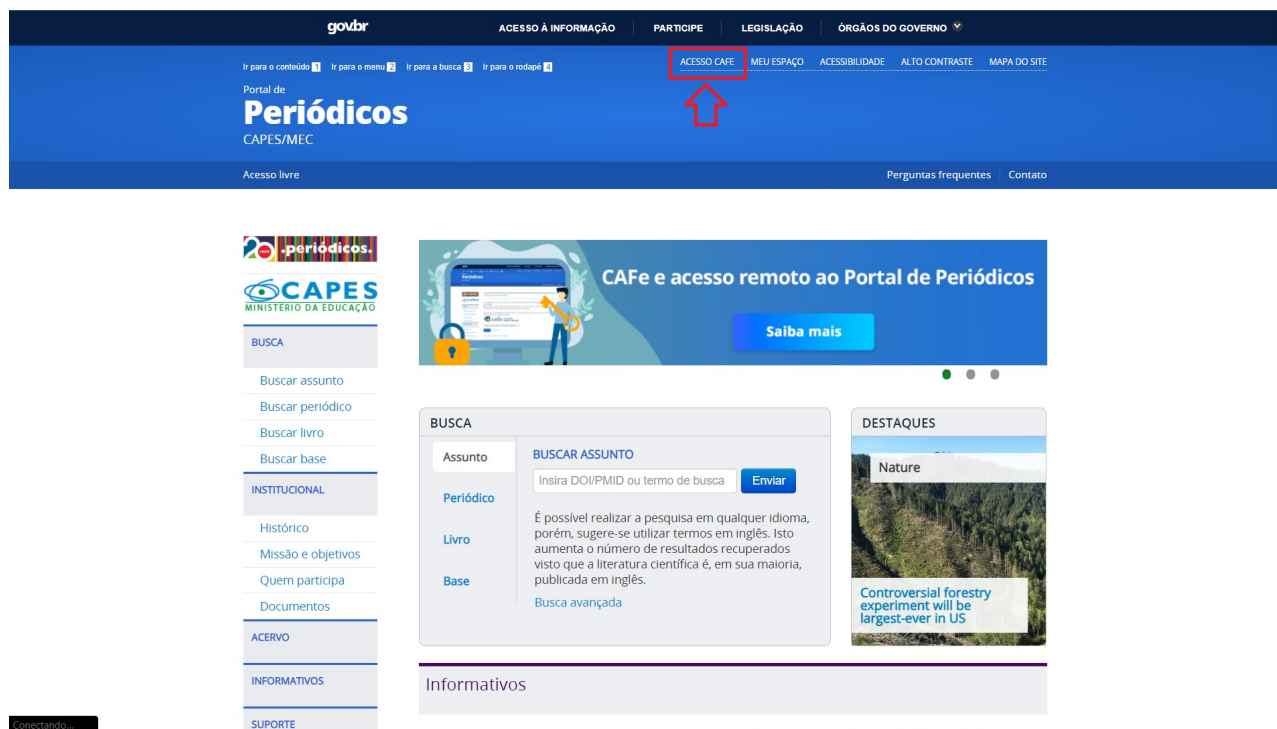 gov.br
ACESSO À INFORMAÇÃO
PARTICIPE
LEGISLAÇÃO
ÓRGÃOS DO GOVERNO
Ir para o conteúdo 1 Ir para o menu 2 Ir para a busca 3 Ir para o rodapé 4
ACESSO CAFE
MEU ESPAÇO
ACESSIBILIDADE
ALTO CONTRASTE
MAPA DO SITE
Portal de
Periódicos
CAPES/MEC
Acesso livre
Perguntas frequentes
Contato
20 .periódicos.
CAPES
MINISTÉRIO DA EDUCAÇÃO
BUSCA
Buscar assunto
Buscar periódico
Buscar livro
Buscar base
INSTITUCIONAL
Histórico
Missão e objetivos
Quem participa
Documentos
ACERVO
INFORMATIVOS
SUPORTE
CAFe e acesso remoto ao Portal de Periódicos
Saiba mais
BUSCA
Assunto
Periódico
Livro
Base
BUSCAR ASSUNTO
Insira DOI/PMID ou termo de busca
Enviar
É possível realizar a pesquisa em qualquer idioma,
porém, sugere-se utilizar termos em inglês. Isto
aumenta o número de resultados recuperados
visto que a literatura científica é, em sua maioria,
publicada em inglês.
Busca avançada
DESTAQUES
Nature
Controversial forestry
experiment will be
largest-ever in US
Informativos
Conectando...